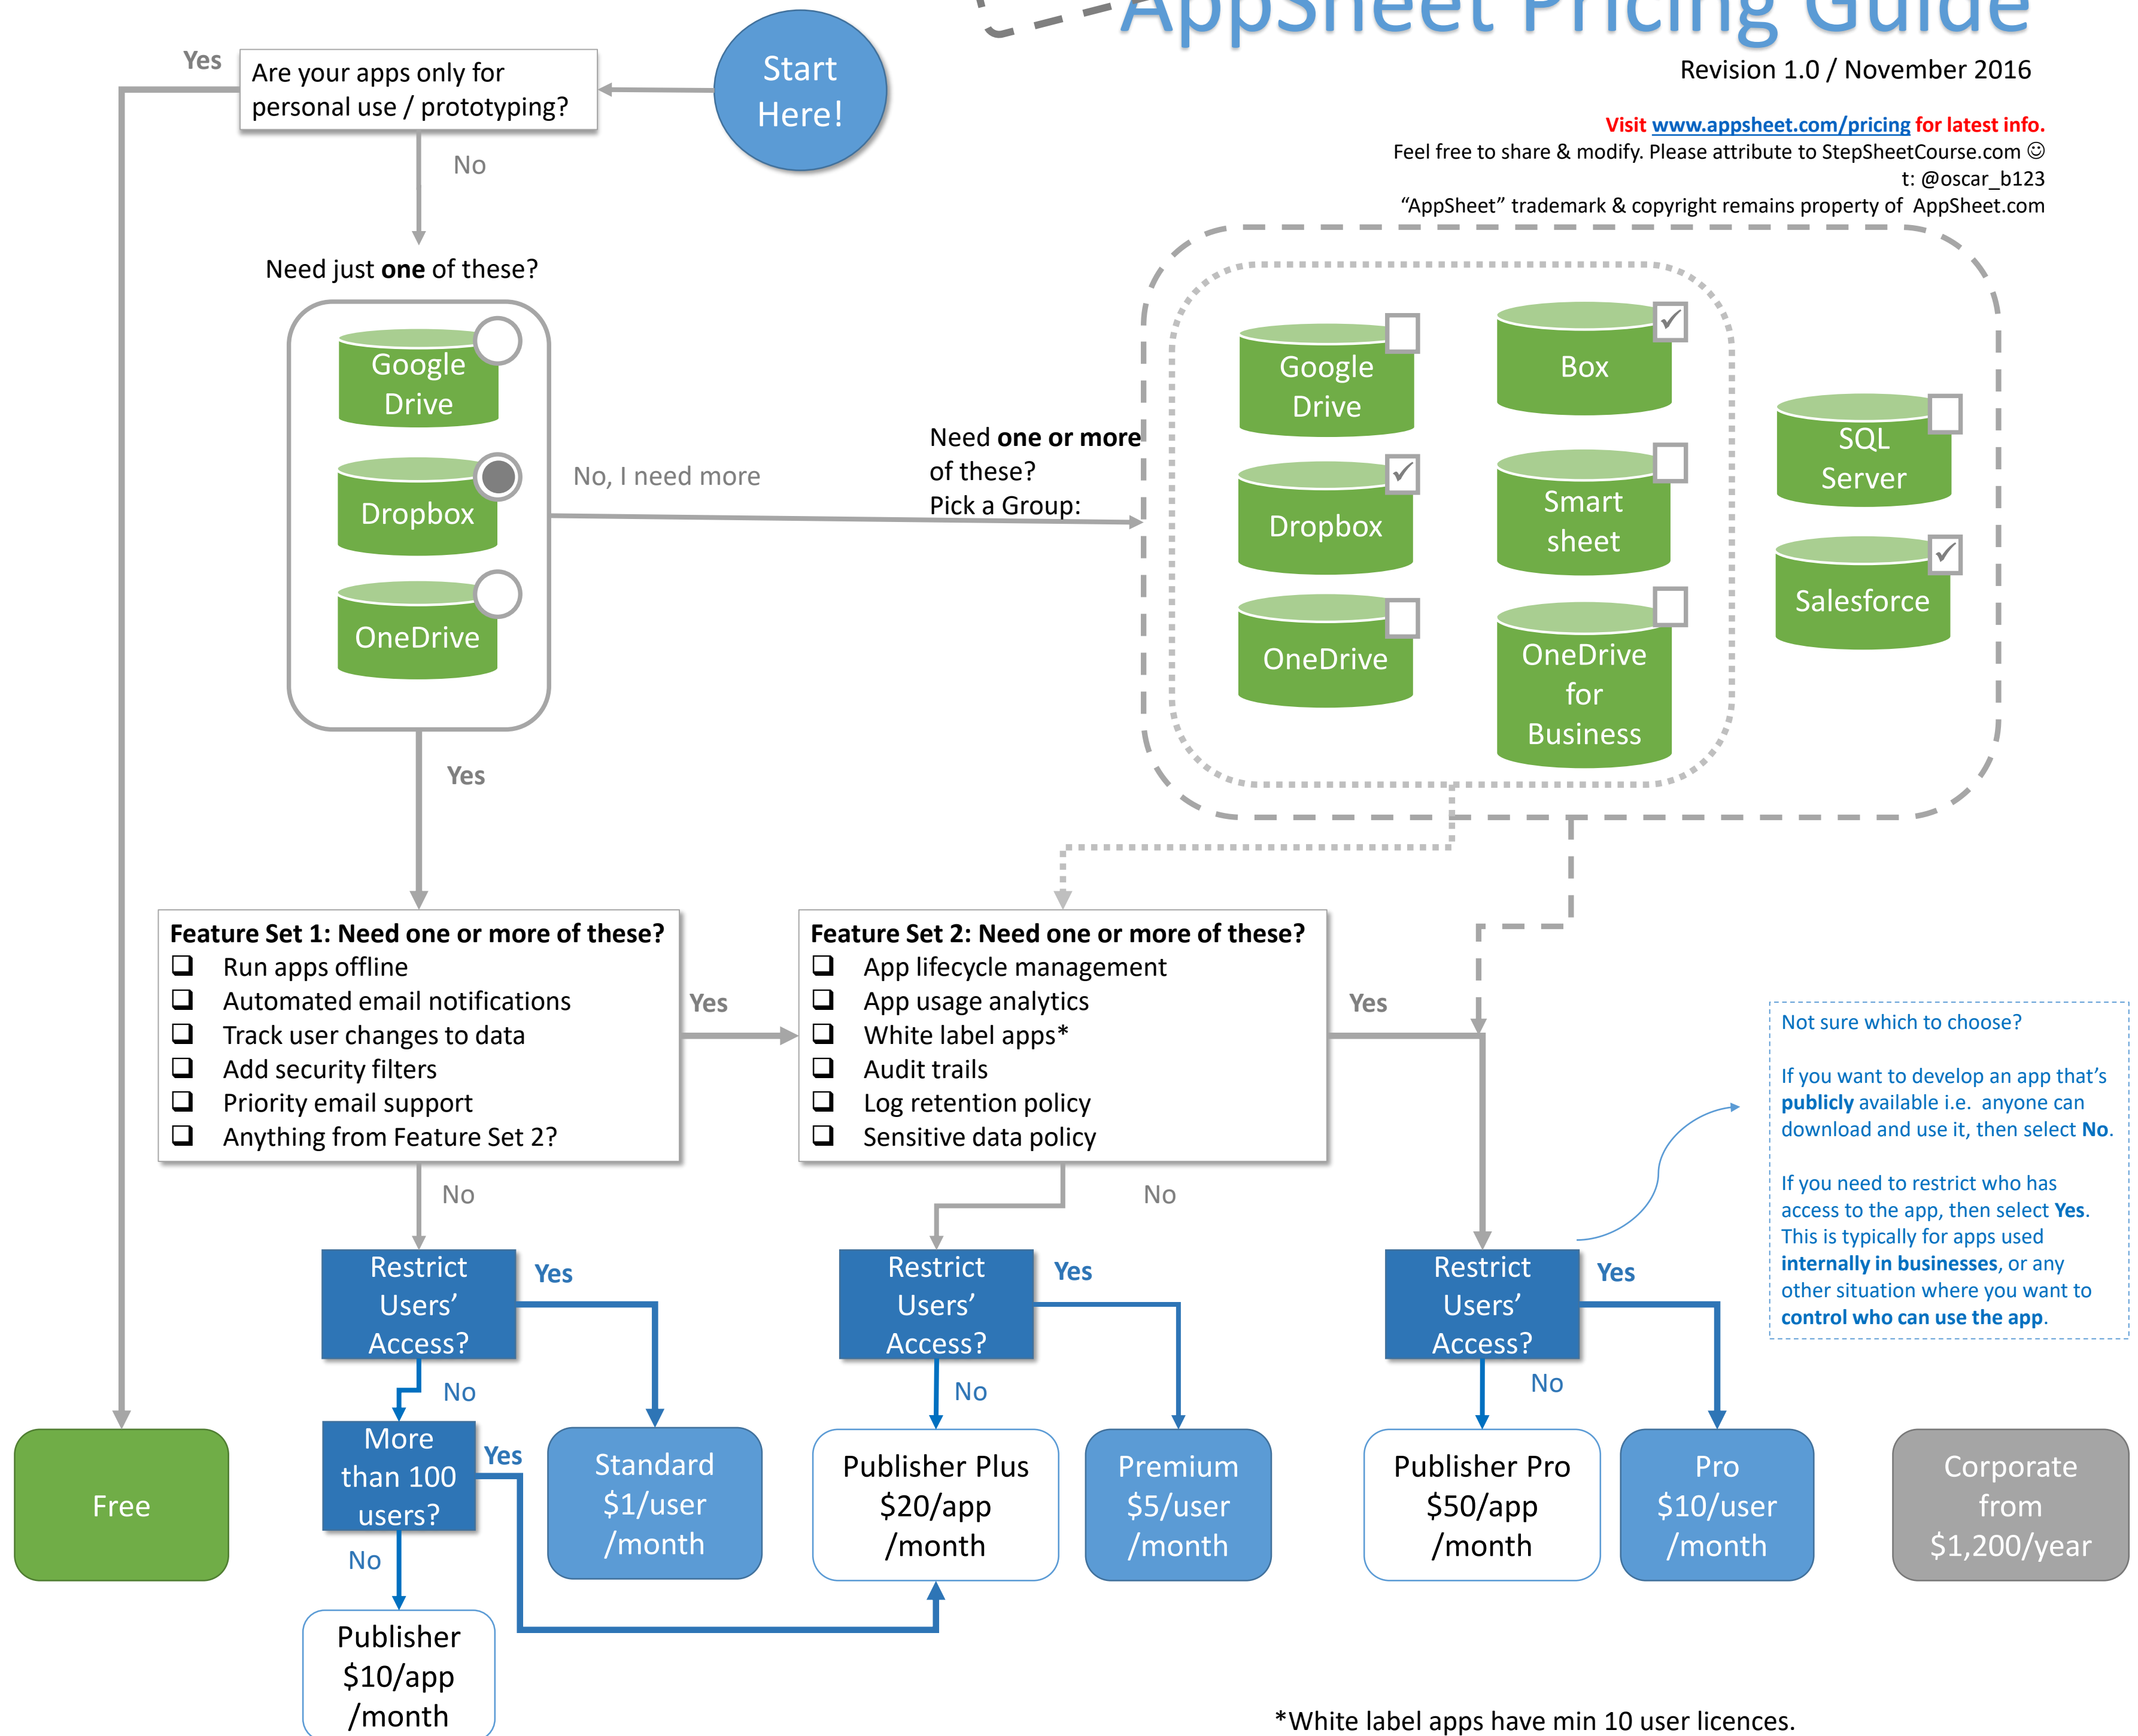 AppSheet Pricing Guide
Revision 1.0 / November 2016
Visit www.appsheet.com/pricing for latest info.
Feel free to share & modify. Please attribute to StepSheetCourse.com ☺
t: @oscar_b123
“AppSheet” trademark & copyright remains property of AppSheet.com
Start
Here!
Yes
Are your apps only for
personal use / prototyping?
No
Need just one of these?
Google
Drive
Dropbox
OneDrive
No, I need more
Need one or more
of these?
Pick a Group:
Google
Drive
Dropbox
OneDrive
Box
Smart
sheet
OneDrive
for
Business
SQL
Server
Salesforce
Yes
Feature Set 1: Need one or more of these?
❑ Run apps offline
❑ Automated email notifications
❑ Track user changes to data
❑ Add security filters
❑ Priority email support
❑ Anything from Feature Set 2?
Yes
Feature Set 2: Need one or more of these?
❑ App lifecycle management
❑ App usage analytics
❑ White label apps*
❑ Audit trails
❑ Log retention policy
❑ Sensitive data policy
Yes
Not sure which to choose?
If you want to develop an app that’s
publicly available i.e. anyone can
download and use it, then select No.
If you need to restrict who has
access to the app, then select Yes.
This is typically for apps used
internally in businesses, or any
other situation where you want to
control who can use the app.
No
No
Restrict
Users’
Access?
Yes
No
Restrict
Users’
Access?
Yes
No
Restrict
Users’
Access?
Yes
No
Free
More
than 100
users?
Yes
No
Standard
$1/user
/month
Publisher Plus
$20/app
/month
Premium
$5/user
/month
Publisher Pro
$50/app
/month
Pro
$10/user
/month
Corporate
from
$1,200/year
Publisher
$10/app
/month
*White label apps have min 10 user licences.